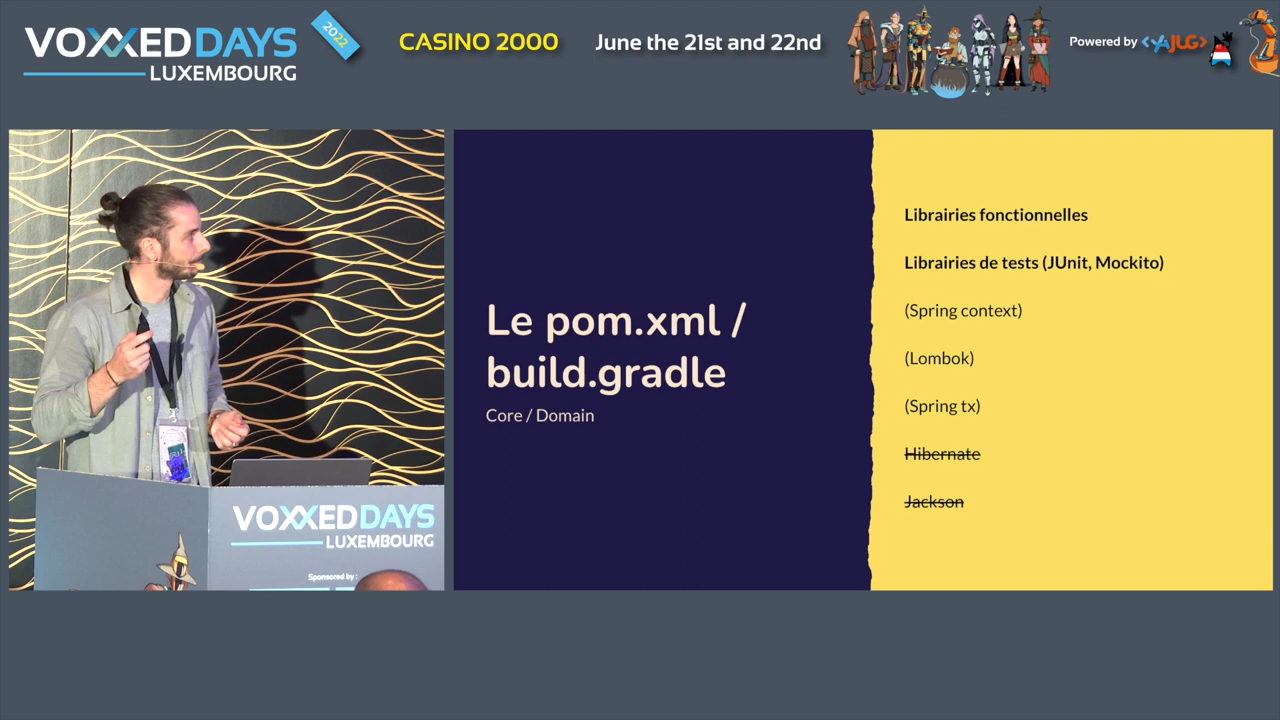 VOXXED DAYS
LUXEMBOURG
2022
CASINO 2000
June the 21st and 22nd
Powered by <YAJUG>
Le pom.xml /
build.gradle
Core / Domain
Librairies fonctionnelles
Librairies de tests (JUnit, Mockito)
(Spring context)
(Lombok)
(Spring tx)
Hibernate
Jackson
VOXXED DAYS
LUXEMBOURG
Sponsored by :